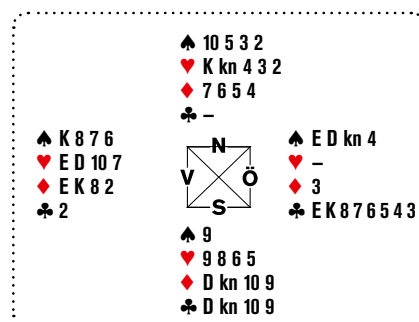 ♠ 10 5 3 2
♥ K kn 4 3 2
♦ 7 6 5 4
♣ –
♠ K 8 7 6
♥ E D 10 7
♦ E K 8 2
♣ 2
N
V Ö
S
♠ E D kn 4
♥ –
♦ 3
♣ E K 8 7 6 5 4 3
♠ 9
♥ 9 8 6 5
♦ D kn 10 9
♣ D kn 10 9